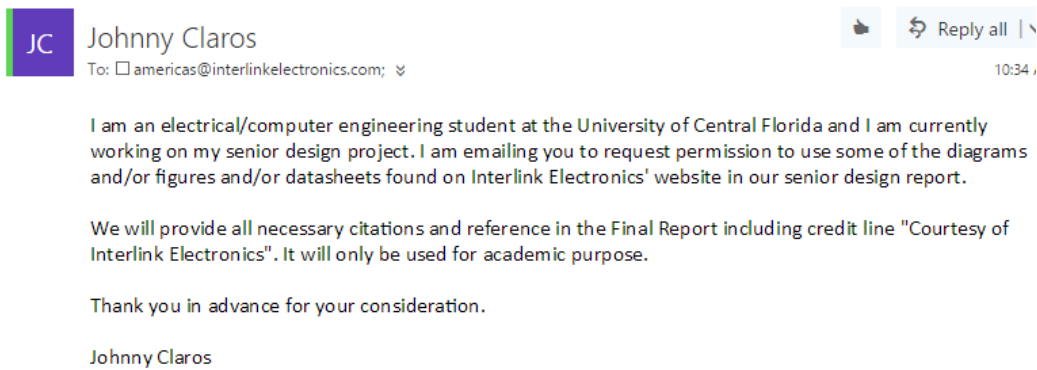 JC
Johnny Claros
Reply all
To: americas@interlinkelectronics.com;
10:34
I am an electrical/computer engineering student at the University of Central Florida and I am currently
working on my senior design project. I am emailing you to request permission to use some of the diagrams
and/or figures and/or datasheets found on Interlink Electronics' website in our senior design report.
We will provide all necessary citations and reference in the Final Report including credit line "Courtesy of
Interlink Electronics". It will only be used for academic purpose.
Thank you in advance for your consideration.
Johnny Claros